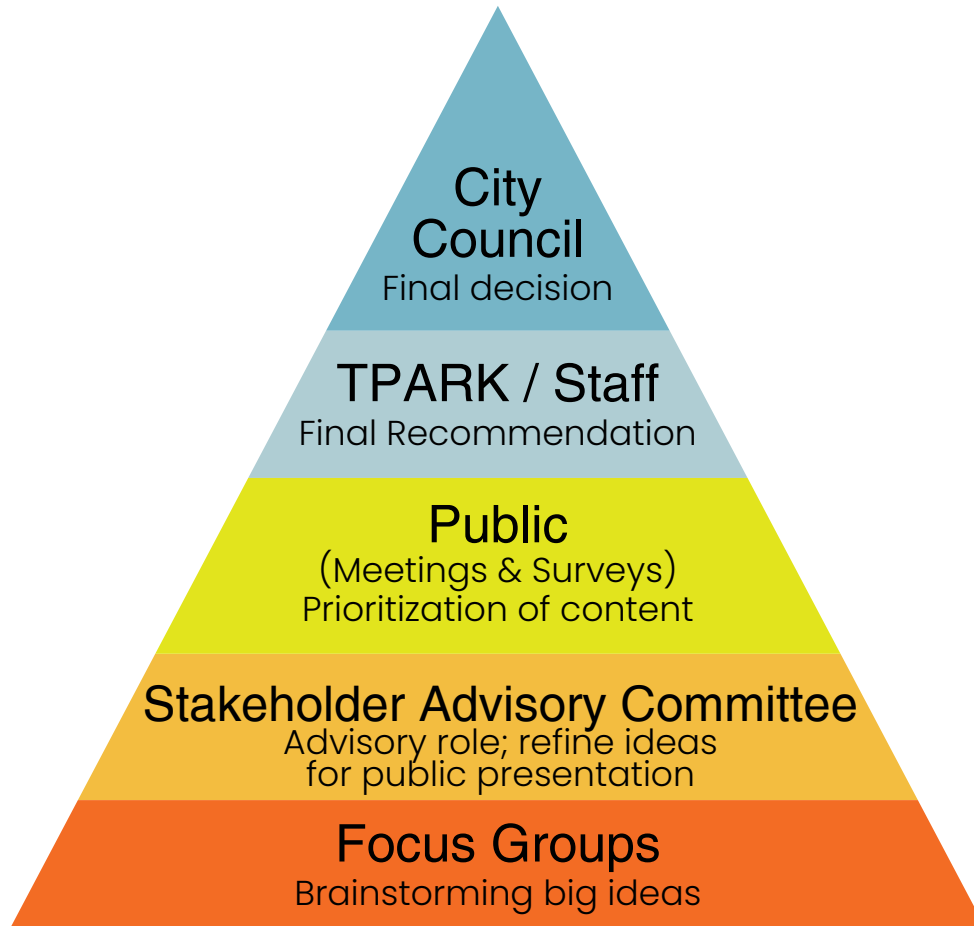 City
Council
Final decision
TPARK / Staff
Final Recommendation
Public
(Meetings & Surveys)
Prioritization of content
Stakeholder Advisory Committee
Advisory role; refine ideas
for public presentation
Focus Groups
Brainstorming big ideas